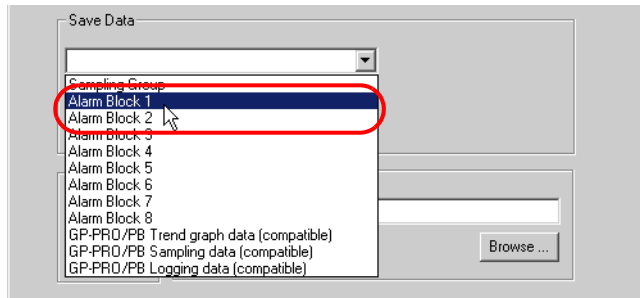 Save Data
Sampling Group
Alarm Block 1
Alarm Block 2
Alarm Block 3
Alarm Block 4
Alarm Block 5
Alarm Block 6
Alarm Block 7
Alarm Block 8
GP-PRO/PB Trend graph data (compatible)
GP-PRO/PB Sampling data (compatible)
GP-PRO/PB Logging data (compatible)
Browse ...